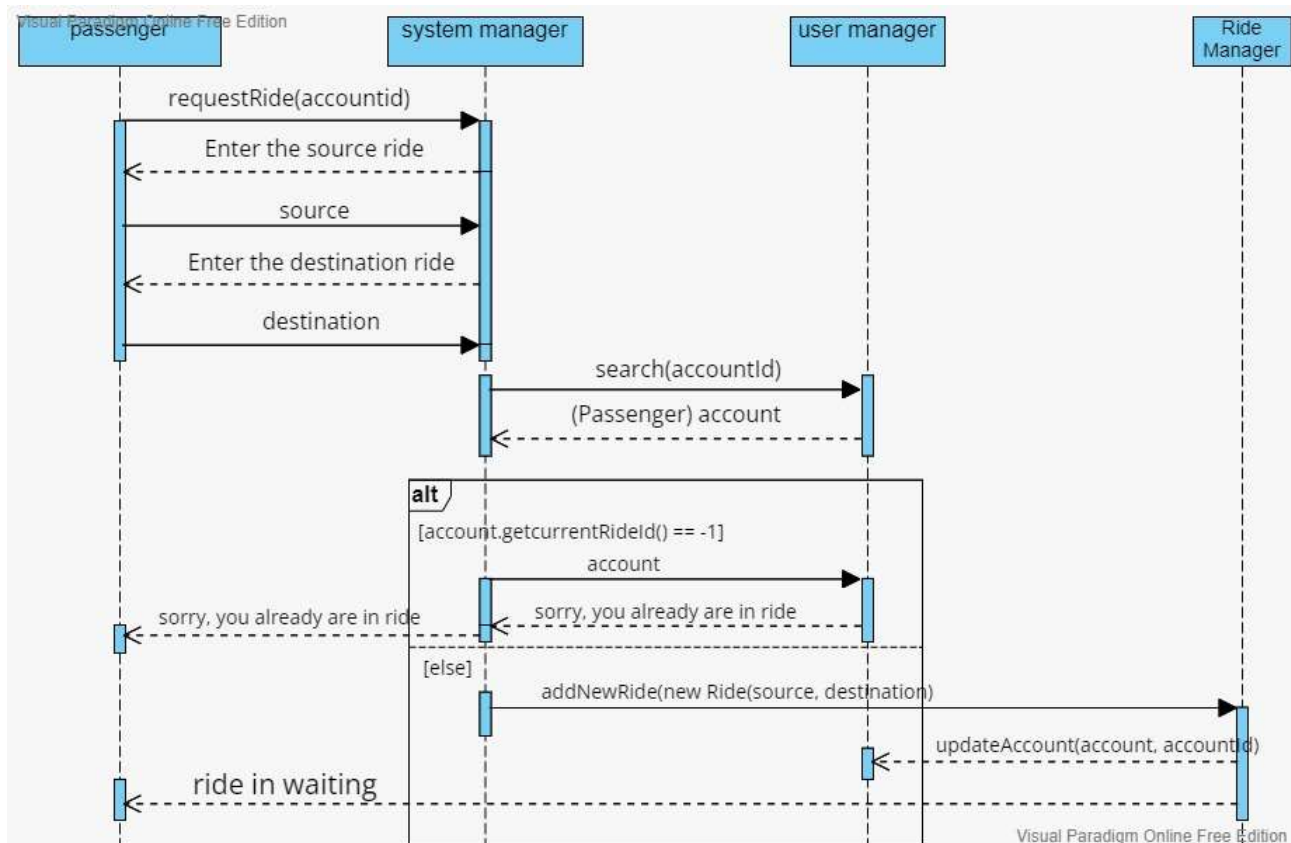 Visual Paradigm Online Free Edition
passenger
system manager
user manager
Ride
Manager
requestRide(accountid)
Enter the source ride
source
Enter the destination ride
destination
search(accountId)
(Passenger) account
alt
[account.getcurrentRideId() == -1]
account
sorry, you already are in ride
sorry, you already are in ride
[else]
addNewRide(new Ride(source, destination)
updateAccount(account, accountId)
ride in waiting
Visual Paradigm Online Free Edition